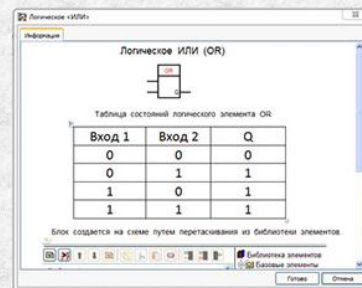 Логическое «ИЛИ»
Информация
Логическое ИЛИ (OR)
OR
Q
Таблица состояний логического элемента OR
Вход 1 Вход 2 Q
0 0 0
0 1 1
1 0 1
1 1 1
Блок создается на схеме путем перетаскивания из библиотеки элементов
Библиотека элементов
Базовые элементы
Готово Отмена